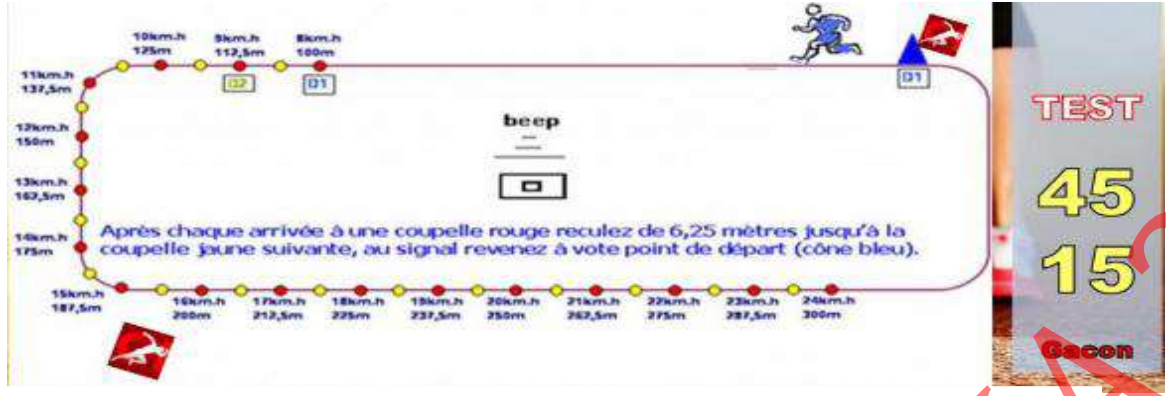 10km.h 9km.h 8km.h
125m 112,5m 100m
11km.h
137,5m
D2 D1 D1
beep
12km.h
150m
13km.h
162,5m
Après chaque arrivée à une coupelle rouge reculez de 6,25 mètres jusqu'à la
coupelle jaune suivante, au signal revenez à vote point de départ (cône bleu).
14km.h
175m
15km.h 16km.h 17km.h 18km.h 19km.h 20km.h 21km.h 22km.h 23km.h 24km.h
187,5m 200m 212,5m 225m 237,5m 250m 262,5m 275m 287,5m 300m
TEST
45
15
Gacon